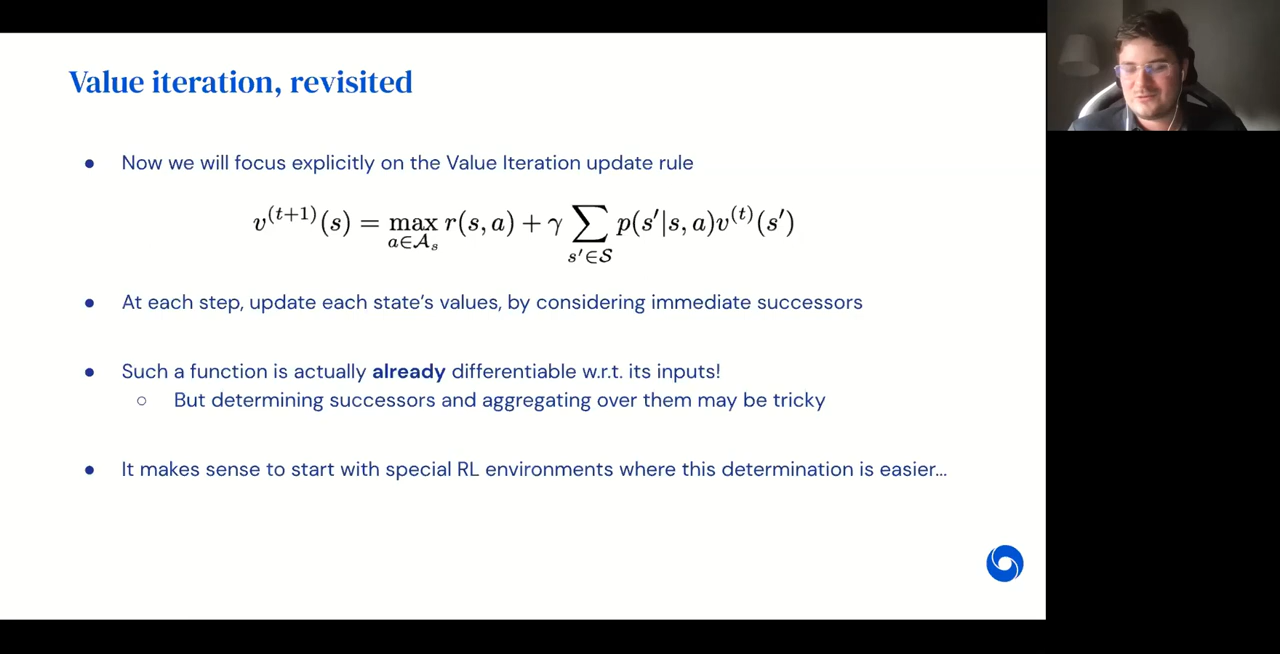 Value iteration, revisited
● Now we will focus explicitly on the Value Iteration update rule
v^{(t+1)}(s) = max_{a∈𝒜_s} r(s, a) + γ ∑_{s′∈𝒮} p(s′|s, a)v^{(t)}(s′)
● At each step, update each state’s values, by considering immediate successors
● Such a function is actually already differentiable w.r.t. its inputs!
○ But determining successors and aggregating over them may be tricky
● It makes sense to start with special RL environments where this determination is easier…